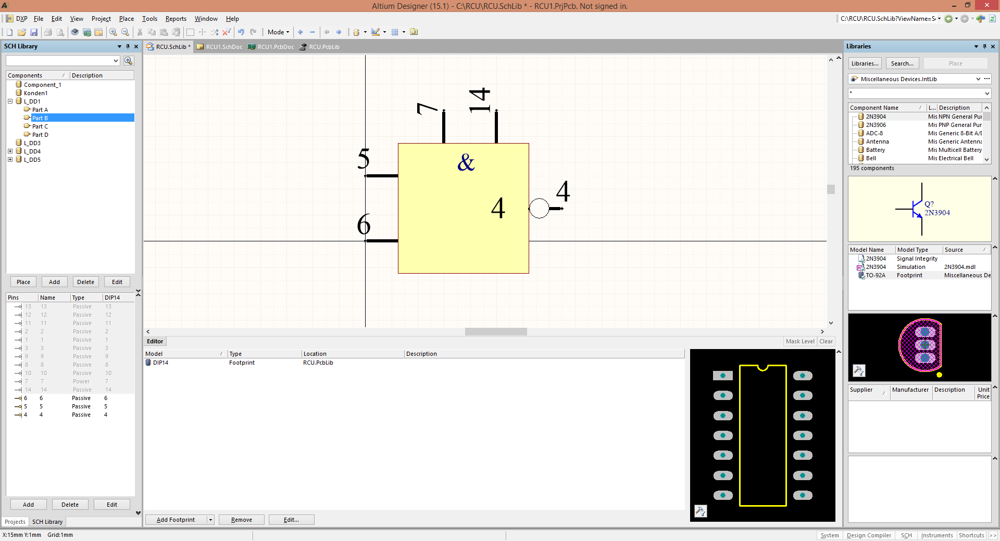 Altium Designer (15.1) - C:\RCU\RCU.SchLib * - RCU1.PrjPcb. Not signed in.
DXP File Edit View Project Place Tools Reports Window Help
C:\RCU\RCU.SchLib?ViewName=S
Mode
SCH Library
RCU.SchLib *
RCU1.SchDoc
RCU1.PcbDoc
RCU.PcbLib
Libraries
Components / Description
Component_1
Konden1
L_DD1
Part A
Part B
Part C
Part D
L_DD3
L_DD4
L_DD5
Place Add Delete Edit
Pins Name Type DIP14
13 13 Passive 13
12 12 Passive 12
11 11 Passive 11
2 2 Passive 2
1 1 Passive 1
3 3 Passive 3
9 9 Passive 9
8 8 Passive 8
10 10 Passive 10
7 7 Power 7
14 14 Passive 14
6 6 Passive 6
5 5 Passive 5
4 4 Passive 4
Add Delete Edit
Projects SCH Library
7
14
5
&
4
4
6
Editor
Mask Level Clear
Model / Type Location Description
DIP14 Footprint RCU.PcbLib
Add Footprint Remove Edit...
Libraries... Search... Place
Miscellaneous Devices.IntLib
*
Component Name / L... Description
2N3904 Mis NPN General Pur
2N3906 Mis PNP General Pur
ADC-8 Mis Generic 8-Bit A/D
Antenna Mis Generic Antenna
Battery Mis Multicell Battery
Bell Mis Electrical Bell
195 components
Q?
2N3904
Model Name Model Type Source /
2N3904 Signal Integrity
2N3904 Simulation 2N3904.mdl
TO-92A Footprint Miscellaneous De
Supplier / Manufacturer Description Unit Price
X:15mm Y:1mm Grid:1mm
System Design Compiler SCH Instruments Shortcuts >>